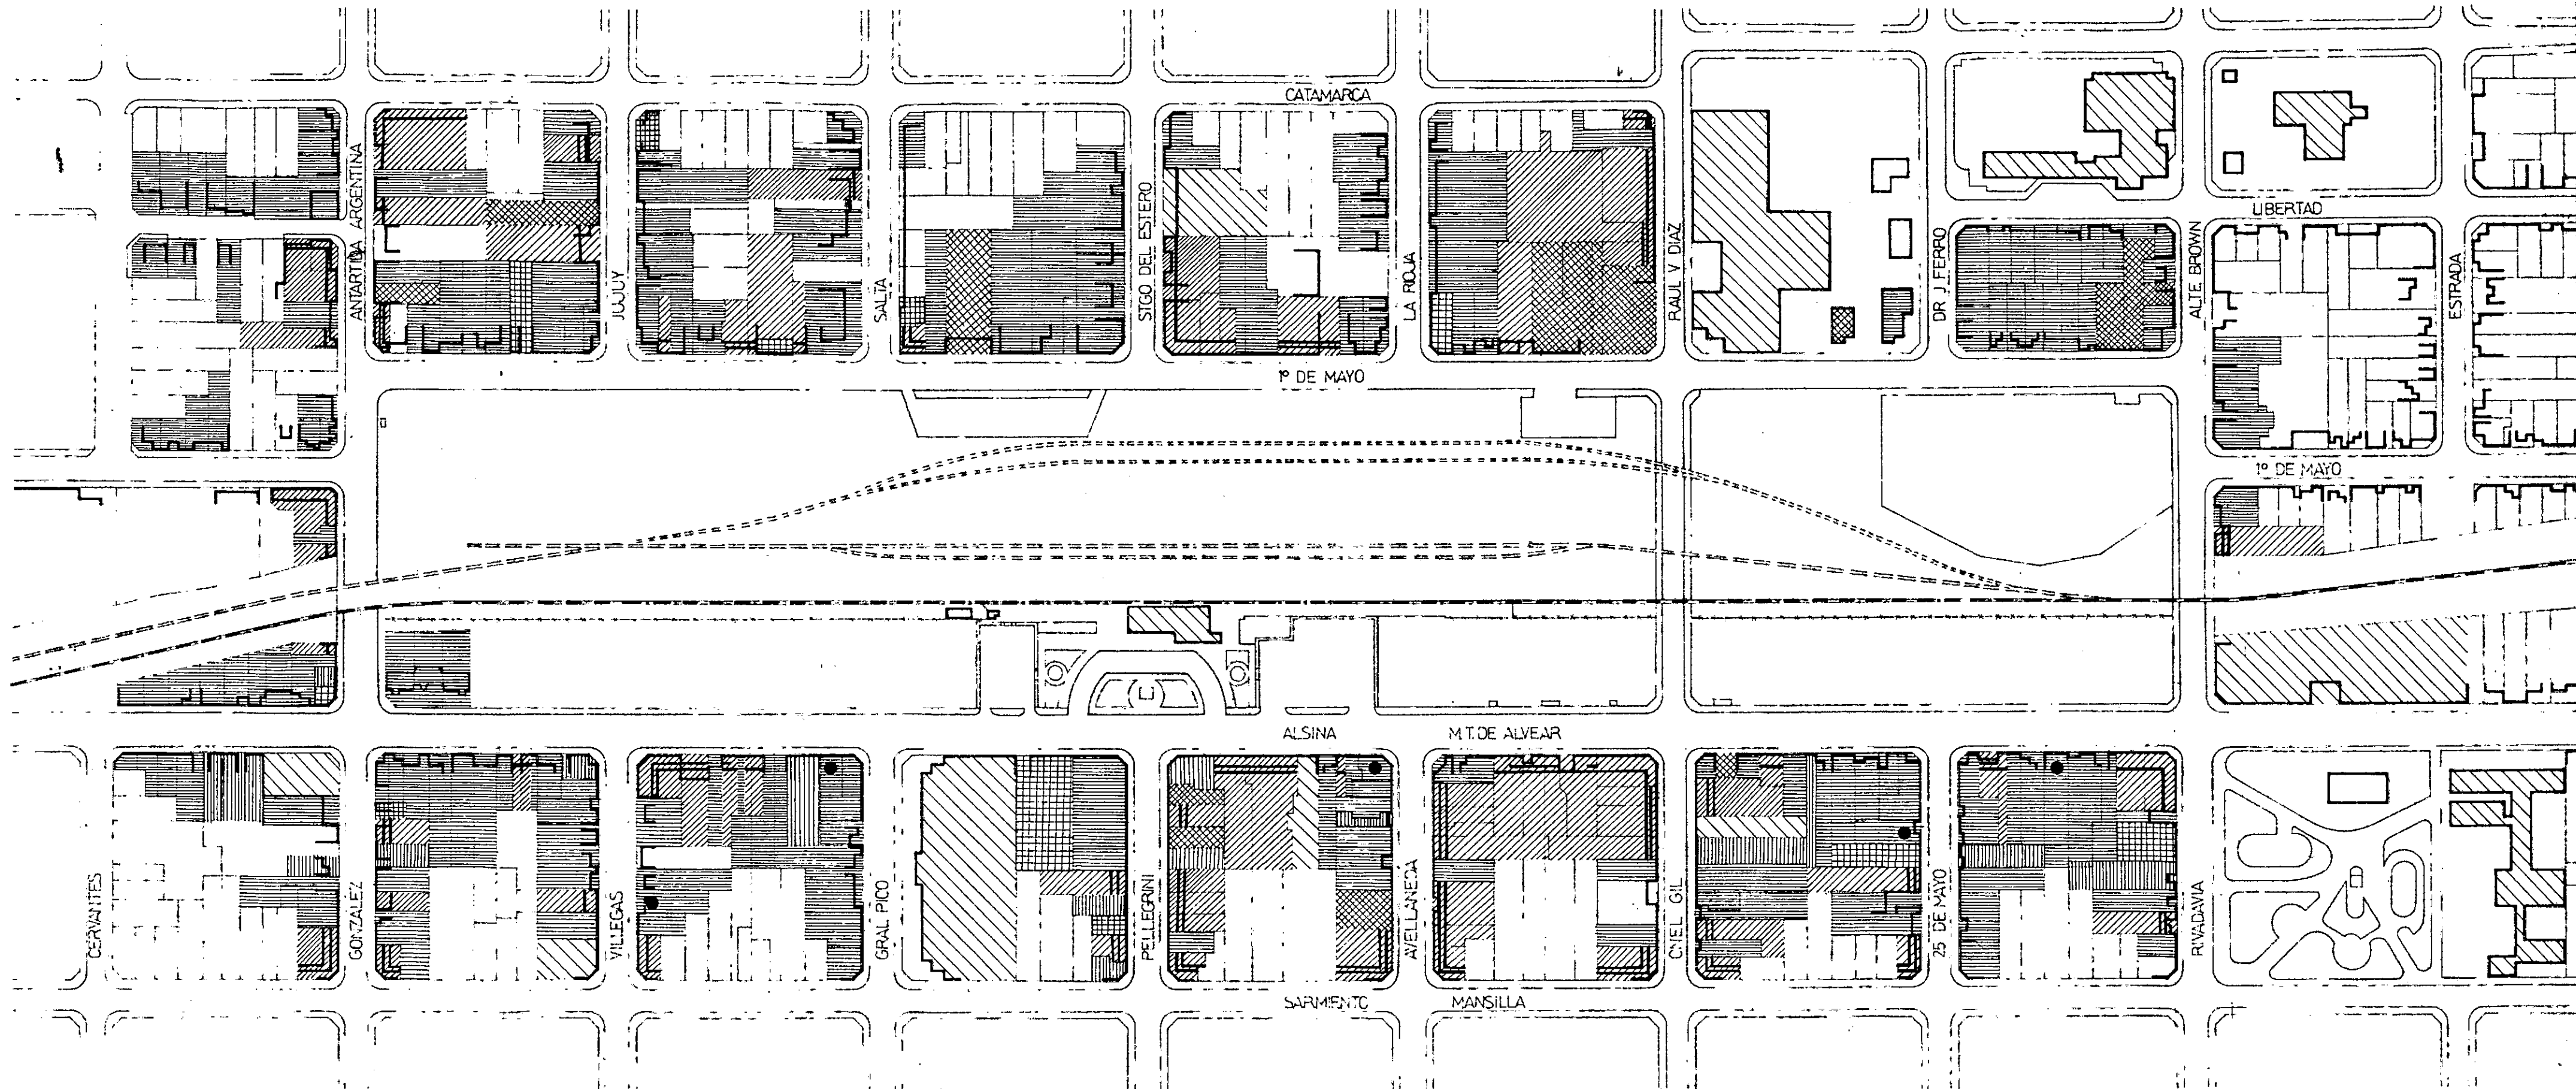 CATAMARCA
LIBERTAD
ANTARTIDA ARGENTINA
JUJUY
SALTA
STGO DEL ESTERO
LA RIOJA
RAUL V DIAZ
DR J FERRO
ALTE BROWN
ESTRADA
1º DE MAYO
1º DE MAYO
ALSINA
M.T. DE ALVEAR
CERVANTES
GONZALEZ
VILLEGAS
GRAL PICO
PELLEGRINI
AVELLANEDA
CNEL GIL
25 DE MAYO
RIVADAVIA
SARMIENTO
MANSILLA